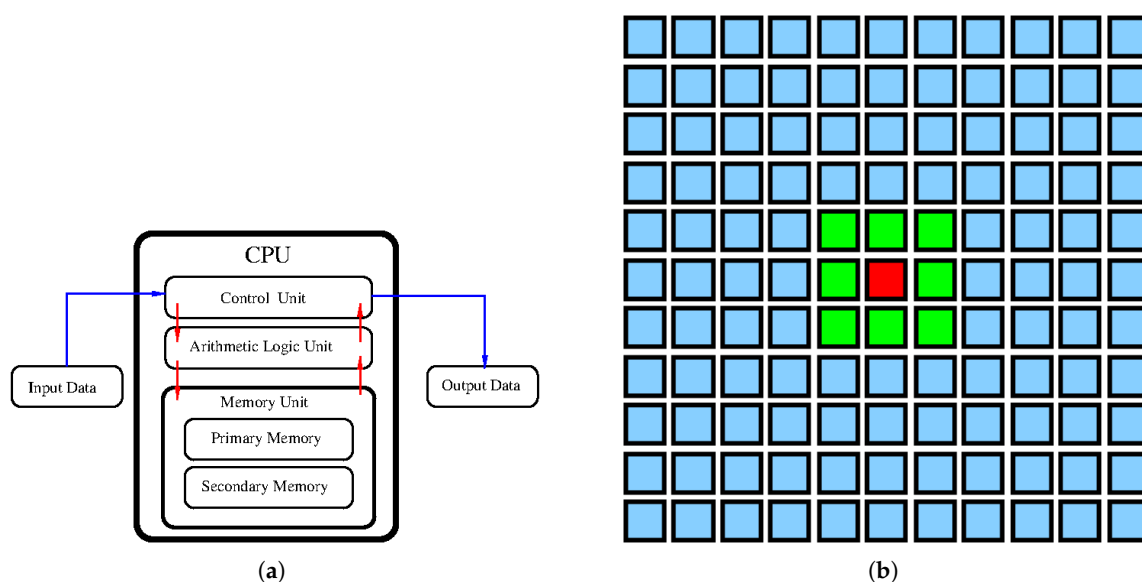 CPU
Control Unit
Arithmetic Logic Unit
Input Data
Output Data
Memory Unit
Primary Memory
Secondary Memory
(a)
(b)